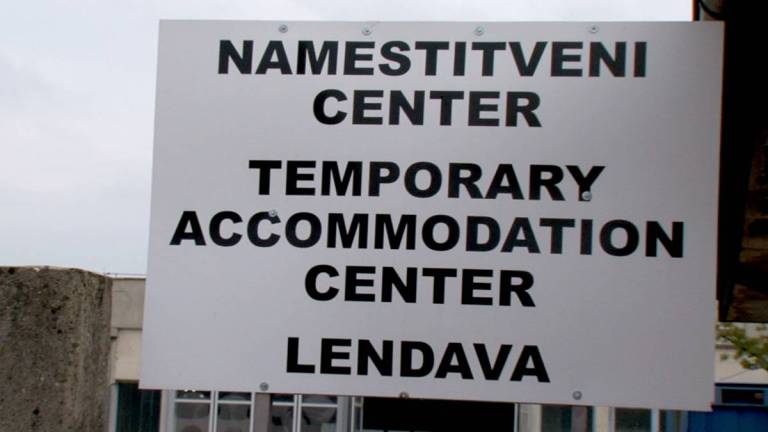 NAMESTITVENI
CENTER
TEMPORARY
ACCOMMODATION
CENTER
LENDAVA